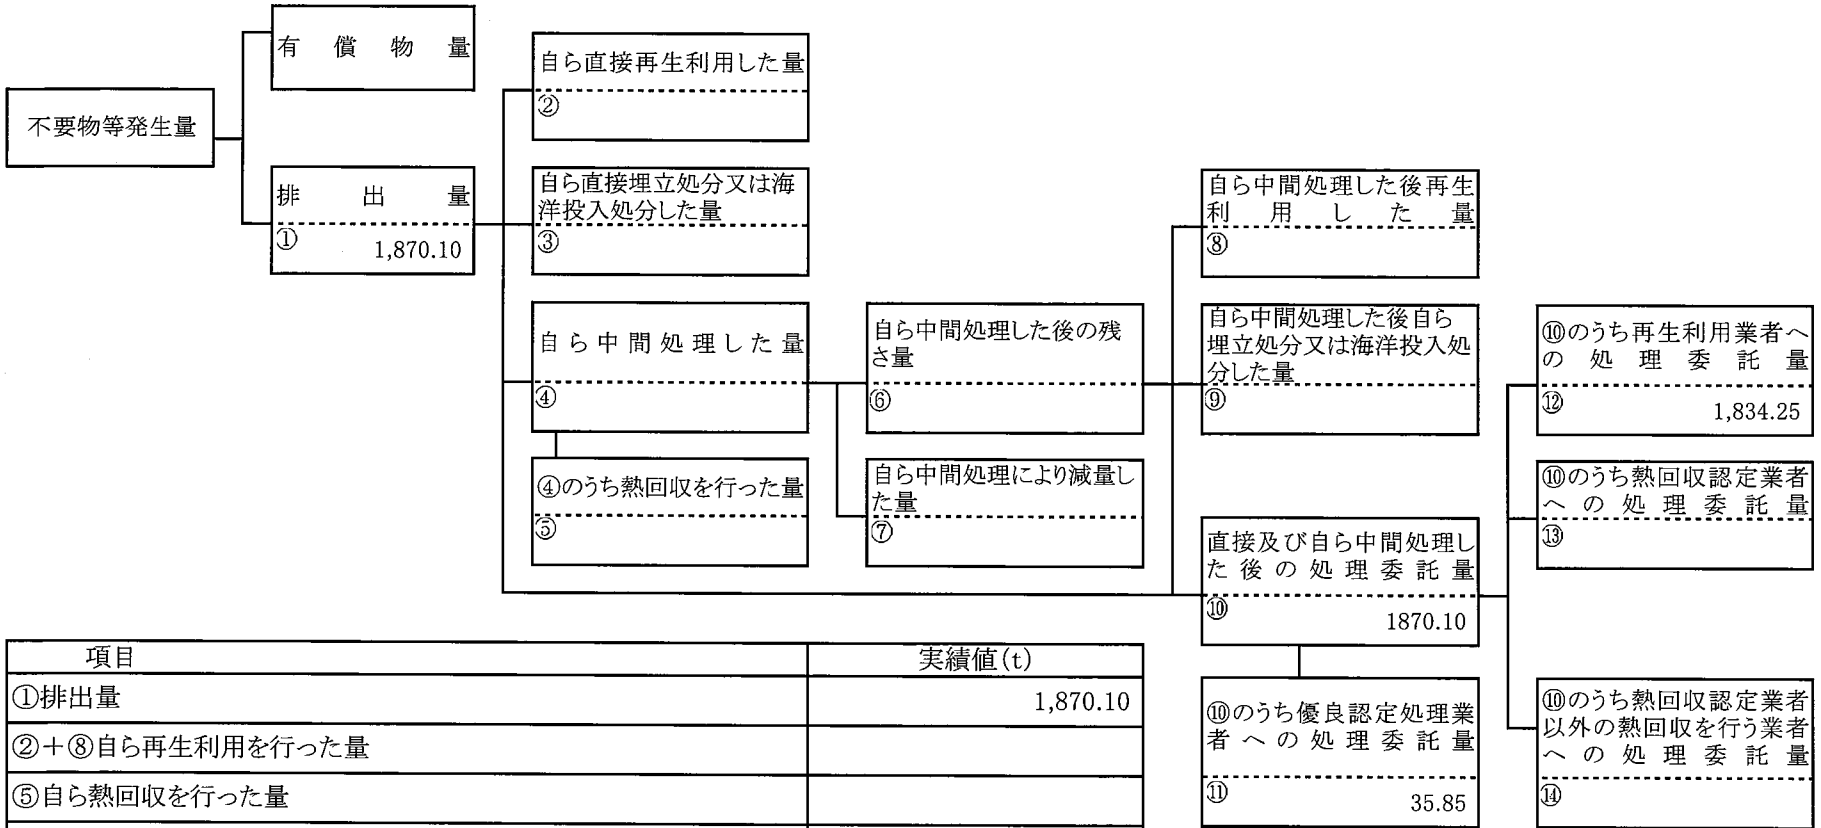 不要物等発生量
有償物量
排出量
①
1,870.10
自ら直接再生利用した量
②
自ら直接埋立処分又は海
洋投入処分した量
③
自ら中間処理した量
④
④のうち熱回収を行った量
⑤
自ら中間処理した後の残
さ量
⑥
自ら中間処理により減量し
た量
⑦
自ら中間処理した後再生
利用した量
⑧
自ら中間処理した後自ら
埋立処分又は海洋投入処
分した量
⑨
直接及び自ら中間処理し
た後の処理委託量
⑩
1870.10
⑩のうち優良認定処理業
者への処理委託量
⑪
35.85
⑩のうち再生利用業者へ
の処理委託量
⑫
1,834.25
⑩のうち熱回収認定業者
への処理委託量
⑬
⑩のうち熱回収認定業者
以外の熱回収を行う業者
への処理委託量
⑭
項目 実績値(t)
①排出量 1,870.10
②+⑧自ら再生利用を行った量
⑤自ら熱回収を行った量